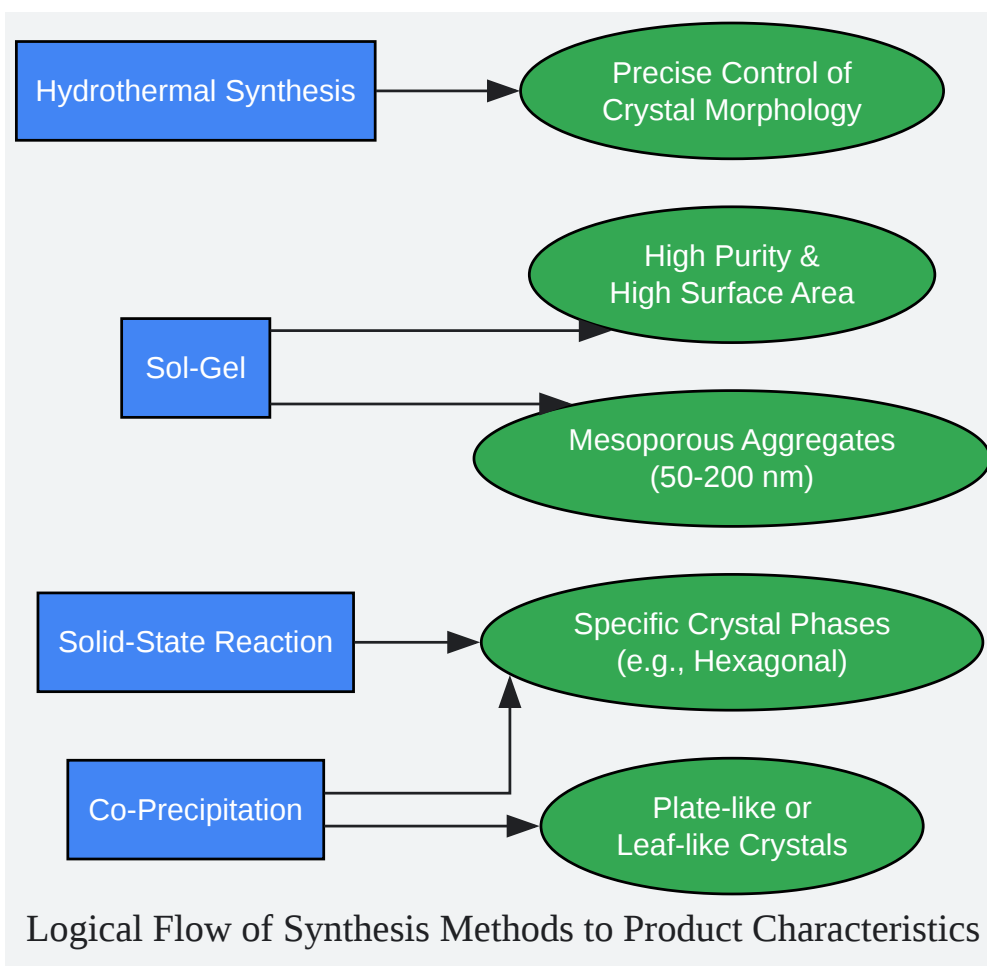 Hydrothermal Synthesis
Precise Control of
Crystal Morphology
High Purity &
High Surface Area
Sol-Gel
Mesoporous Aggregates
(50-200 nm)
Solid-State Reaction
Specific Crystal Phases
(e.g., Hexagonal)
Co-Precipitation
Plate-like or
Leaf-like Crystals
Logical Flow of Synthesis Methods to Product Characteristics